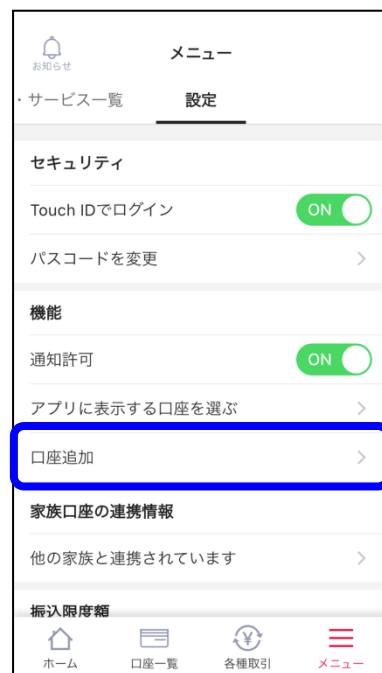 お知らせ
メニュー
・サービス一覧
設定
セキュリティ
Touch IDでログイン
ON
パスコードを変更
機能
通知許可
ON
アプリに表示する口座を選ぶ
口座追加
家族口座の連携情報
他の家族と連携されています
振込限度額
ホーム
口座一覧
各種取引
メニュー